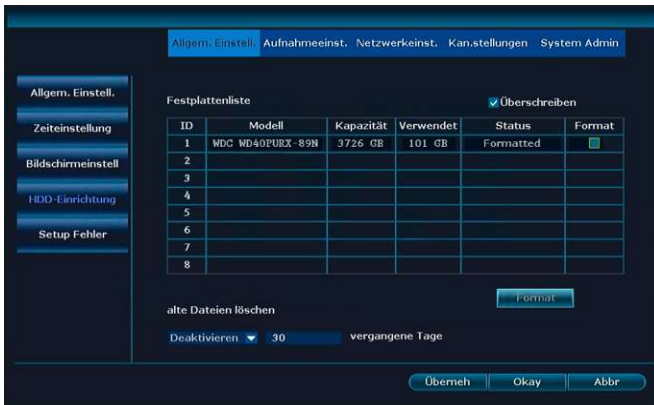 Allgem. Einstell. Aufnahmeeinst. Netzwerkeinst. Kan.stellungen System Admin
Allgem. Einstell.
Zeiteinstellung
Bildschirmeinstell
HDD-Einrichtung
Setup Fehler
Festplattenliste Überschreiben
ID Modell Kapazität Verwendet Status Format
1 WDC WD40PURX-89N 3726 GB 101 GB Formatted
2
3
4
5
6
7
8
Format
alte Dateien löschen
Deaktivieren 30 vergangene Tage
Überneh Okay Abbr